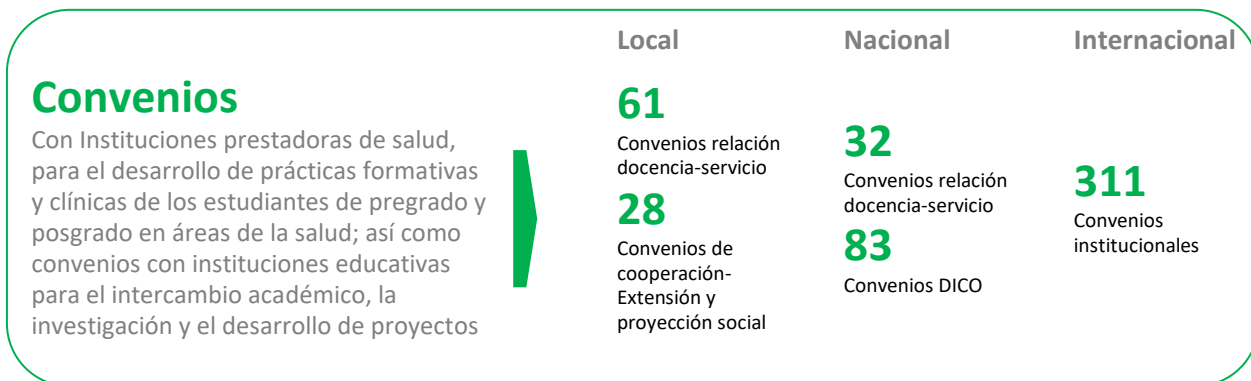 Convenios
Con Instituciones prestadoras de salud,
para el desarrollo de prácticas formativas
y clínicas de los estudiantes de pregrado y
posgrado en áreas de la salud; así como
convenios con instituciones educativas
para el intercambio académico, la
investigación y el desarrollo de proyectos
Local
61
Convenios relación
docencia-servicio
28
Convenios de
cooperación-
Extensión y
proyección social
Nacional
32
Convenios relación
docencia-servicio
83
Convenios DICO
Internacional
311
Convenios
institucionales